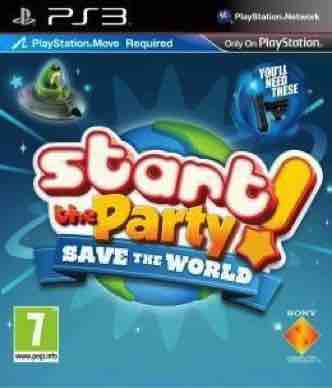 PS3
PlayStation Network
PlayStation Move Required
Only On PlayStation
YOU'LL
NEED
THESE
start!
the Party
SAVE THE WORLD
7
www.pegi.info
SONY